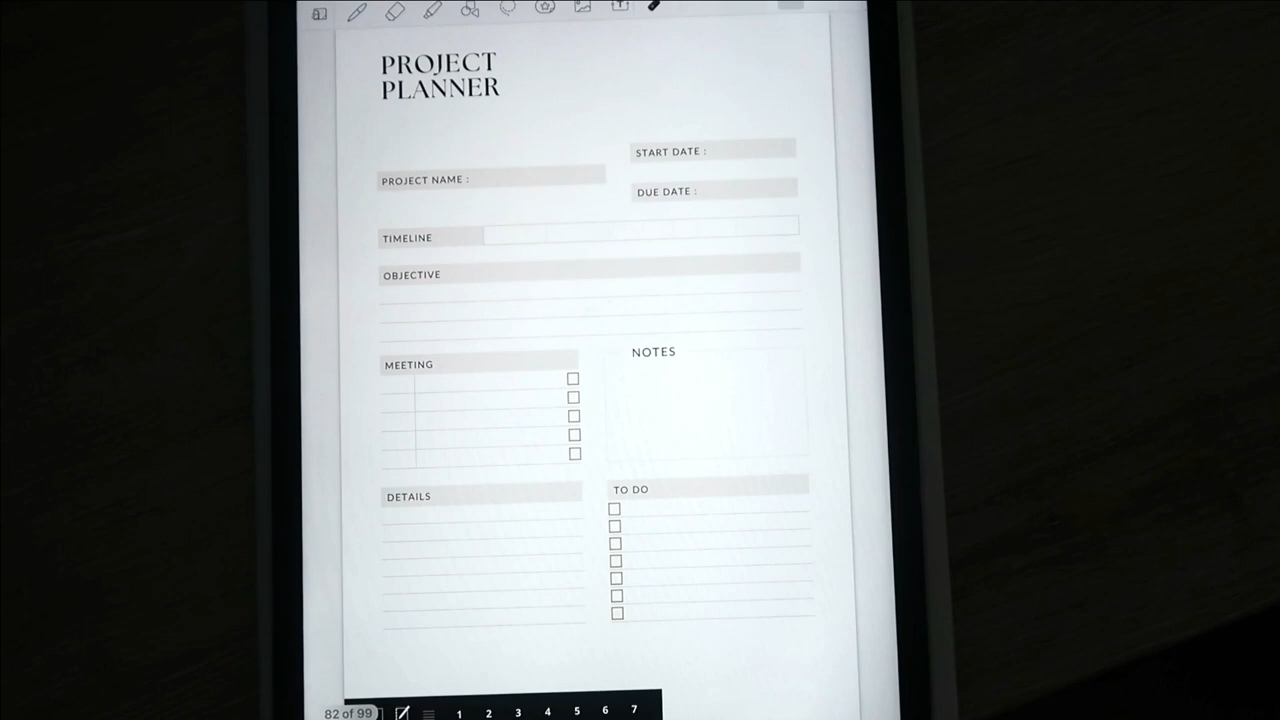 PROJECT
PLANNER
START DATE :
PROJECT NAME :
DUE DATE :
TIMELINE
OBJECTIVE
MEETING
NOTES
DETAILS
TO DO
82 of 99
1 2 3 4 5 6 7